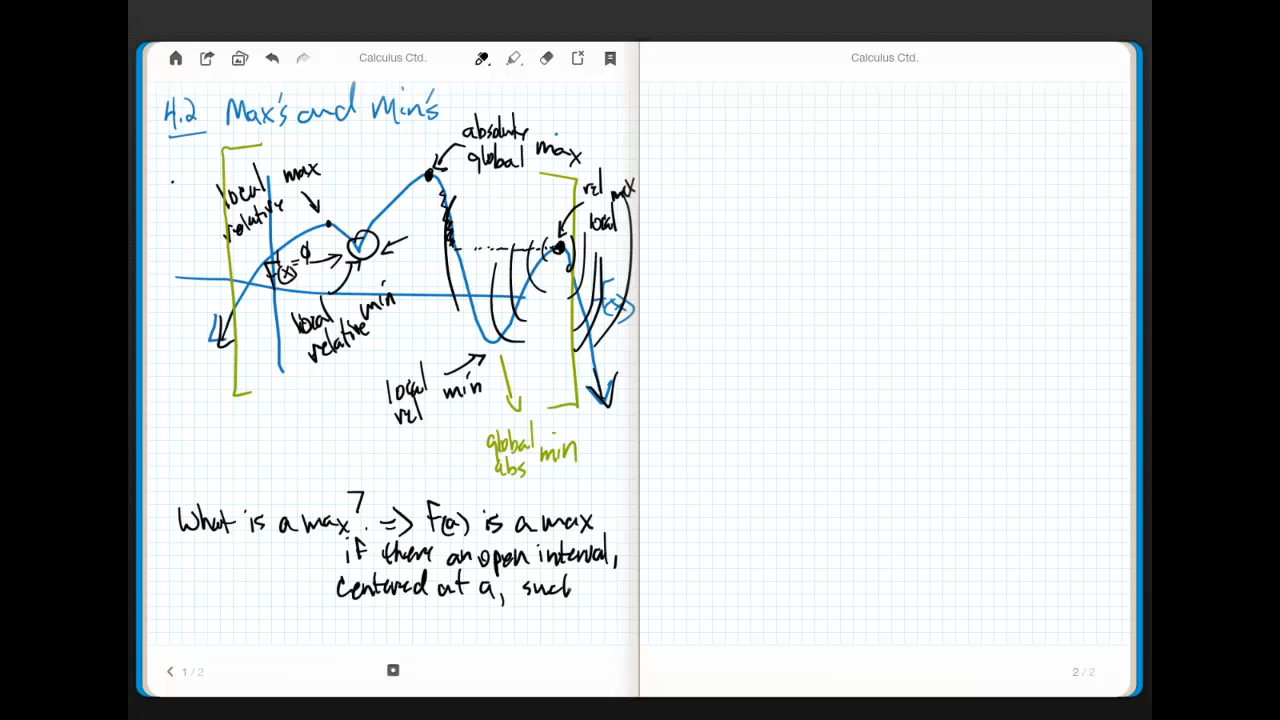 Calculus Ctd.
Calculus Ctd.
4.2 Max's and Min's
absolute
global max
max
local
relative
rel max
local
F(x)=∅
F(x)
local min
relative
local min
rel
global min
abs
What is a max? => F(a) is a max
if there an open interval,
centered at a, such
1 / 2
2 / 2